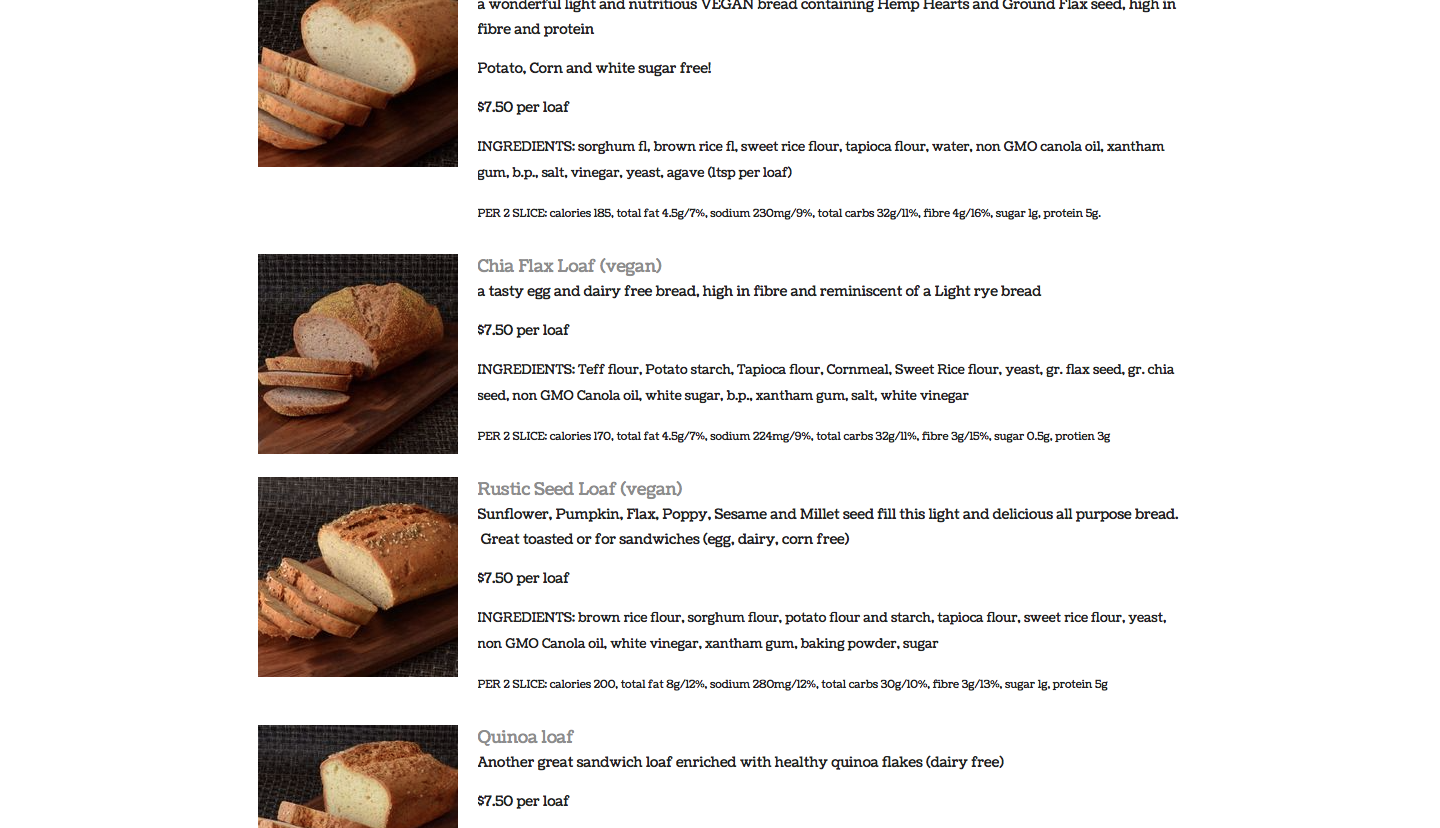 a wonderful light and nutritious VEGAN bread containing Hemp Hearts and Ground Flax seed, high in
fibre and protein
Potato, Corn and white sugar free!
$7.50 per loaf
INGREDIENTS: sorghum fl, brown rice fl, sweet rice flour, tapioca flour, water, non GMO canola oil, xantham
gum, b.p., salt, vinegar, yeast, agave (1tsp per loaf)
PER 2 SLICE: calories 185, total fat 4.5g/7%, sodium 230mg/9%, total carbs 32g/11%, fibre 4g/16%, sugar 1g, protein 5g.
Chia Flax Loaf (vegan)
a tasty egg and dairy free bread, high in fibre and reminiscent of a Light rye bread
$7.50 per loaf
INGREDIENTS: Teff flour, Potato starch, Tapioca flour, Cornmeal, Sweet Rice flour, yeast, gr. flax seed, gr. chia
seed, non GMO Canola oil, white sugar, b.p., xantham gum, salt, white vinegar
PER 2 SLICE: calories 170, total fat 4.5g/7%, sodium 224mg/9%, total carbs 32g/11%, fibre 3g/15%, sugar 0.5g, protien 3g
Rustic Seed Loaf (vegan)
Sunflower, Pumpkin, Flax, Poppy, Sesame and Millet seed fill this light and delicious all purpose bread.
Great toasted or for sandwiches (egg, dairy, corn free)
$7.50 per loaf
INGREDIENTS: brown rice flour, sorghum flour, potato flour and starch, tapioca flour, sweet rice flour, yeast,
non GMO Canola oil, white vinegar, xantham gum, baking powder, sugar
PER 2 SLICE: calories 200, total fat 8g/12%, sodium 280mg/12%, total carbs 30g/10%, fibre 3g/13%, sugar 1g, protein 5g
Quinoa loaf
Another great sandwich loaf enriched with healthy quinoa flakes (dairy free)
$7.50 per loaf